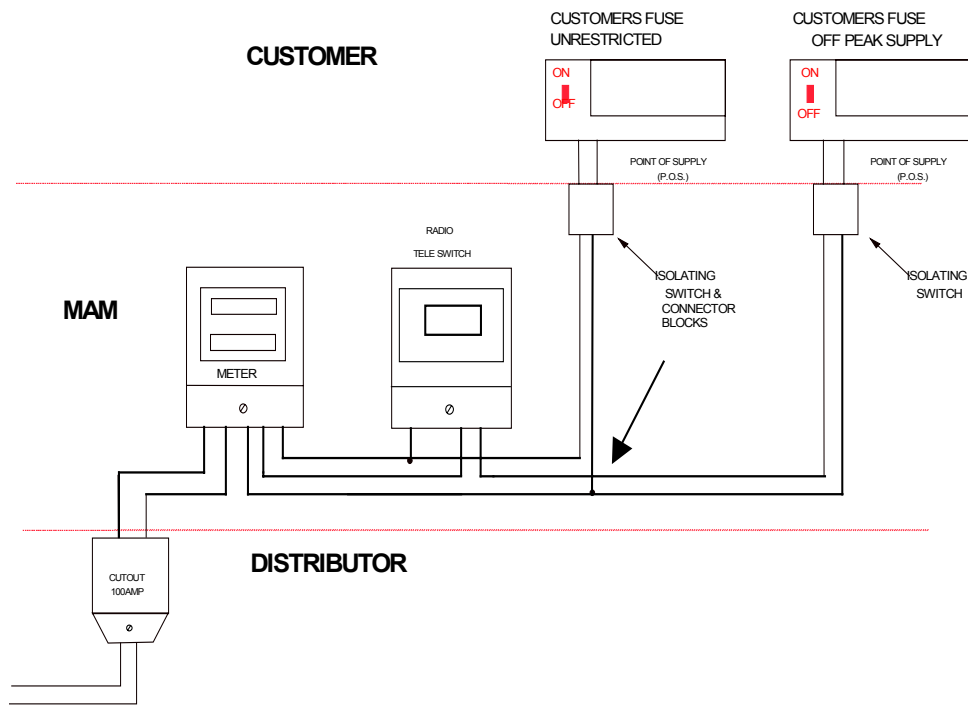 CUSTOMERS FUSE
UNRESTRICTED
CUSTOMERS FUSE
OFF PEAK SUPPLY
CUSTOMER
ON
OFF
ON
OFF
POINT OF SUPPLY
(P.O.S.)
POINT OF SUPPLY
(P.O.S.)
RADIO
TELE SWITCH
ISOLATING
SWITCH &
CONNECTOR
BLOCKS
ISOLATING
SWITCH
MAM
METER
DISTRIBUTOR
CUTOUT
100AMP